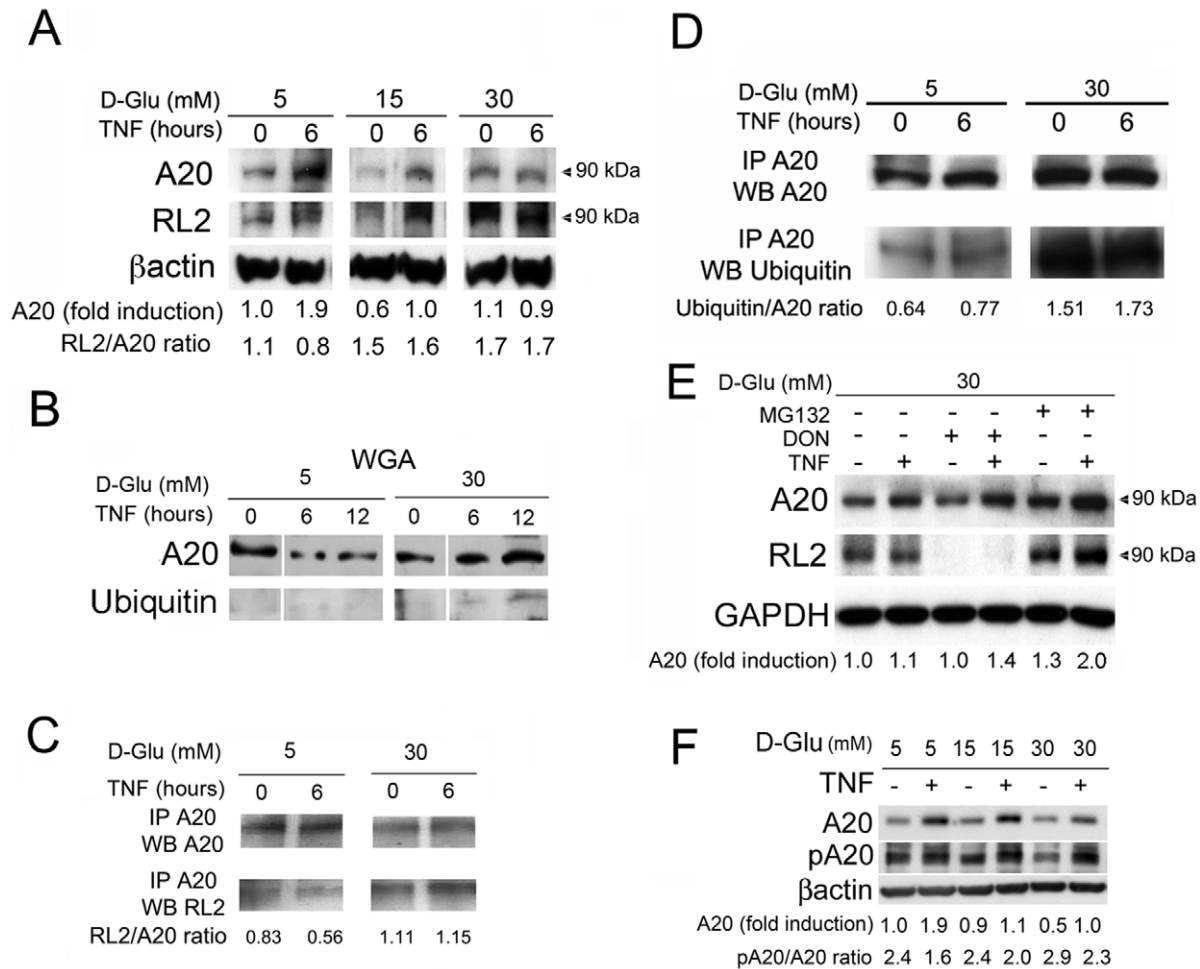 A
D-Glu (mM) 5 15 30
TNF (hours) 0 6 0 6 0 6
A20 90 kDa
RL2 90 kDa
βactin
A20 (fold induction) 1.0 1.9 0.6 1.0 1.1 0.9
RL2/A20 ratio 1.1 0.8 1.5 1.6 1.7 1.7
B
WGA
D-Glu (mM) 5 30
TNF (hours) 0 6 12 0 6 12
A20
Ubiquitin
C
D-Glu (mM) 5 30
TNF (hours) 0 6 0 6
IP A20
WB A20
IP A20
WB RL2
RL2/A20 ratio 0.83 0.56 1.11 1.15
D
D-Glu (mM) 5 30
TNF (hours) 0 6 0 6
IP A20
WB A20
IP A20
WB Ubiquitin
Ubiquitin/A20 ratio 0.64 0.77 1.51 1.73
E
D-Glu (mM) 30
MG132 - - - - + +
DON - - + + - -
TNF - + - + - +
A20 90 kDa
RL2 90 kDa
GAPDH
A20 (fold induction) 1.0 1.1 1.0 1.4 1.3 2.0
F
D-Glu (mM) 5 5 15 15 30 30
TNF - + - + - +
A20
pA20
βactin
A20 (fold induction) 1.0 1.9 0.9 1.1 0.5 1.0
pA20/A20 ratio 2.4 1.6 2.4 2.0 2.9 2.3